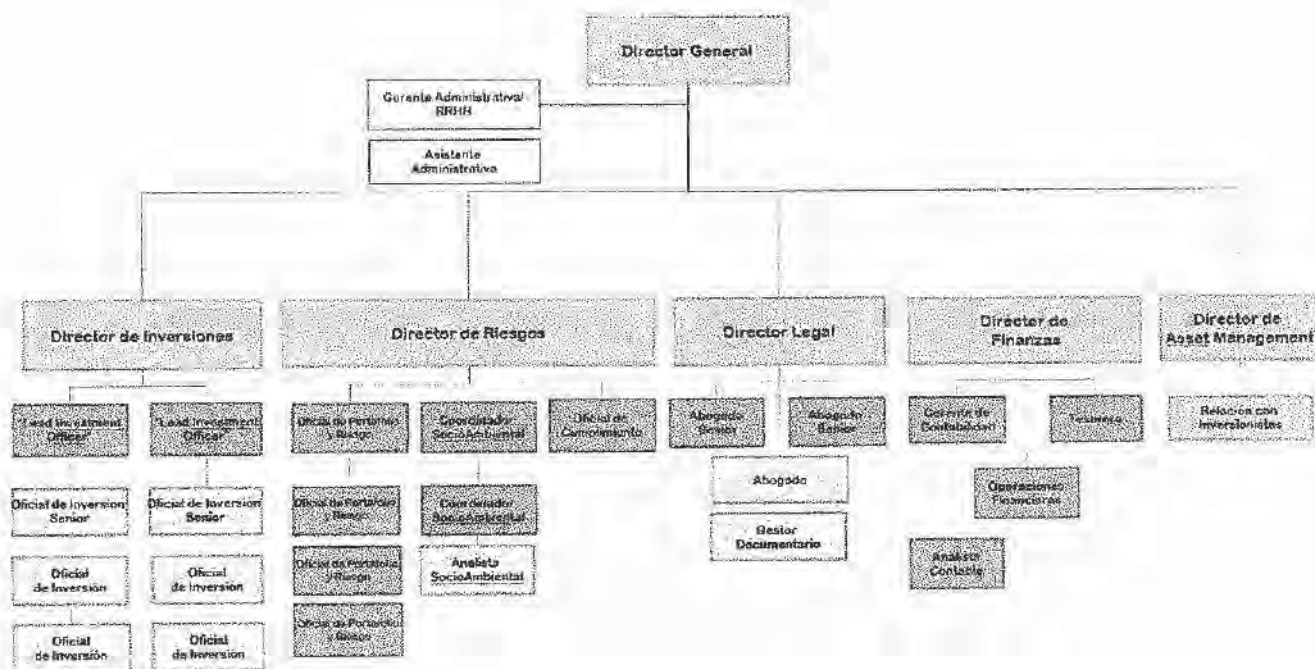 Director General
Gerente Administrativa/
RRHH
Asistente
Administrativa
Director de Inversiones
Director de Riesgos
Director Legal
Director de
Finanzas
Director de
Asset Management
"Lead Investment
Officer"
"Lead Investment
Officer"
Oficial de Portafolio
y Riesgo
Coordinador
SocioAmbiental
Oficial de
Cumplimiento
Abogado
Senior
Abogado
Senior
Gerente de
Contabilidad
Tesorero
Relación con
Inversionistas
Oficial de Inversión
Senior
Oficial de Inversión
Senior
Oficial de Portafolio
y Riesgo
Coordinador
SocioAmbiental
Abogado
Operaciones
Financieras
Oficial
de Inversión
Oficial
de Inversión
Oficial de Portafolio
y Riesgo
Analista
SocioAmbiental
Gestor
Documentario
Analista
Contable
Oficial
de Inversión
Oficial
de Inversión
Oficial de Portafolio
y Riesgo